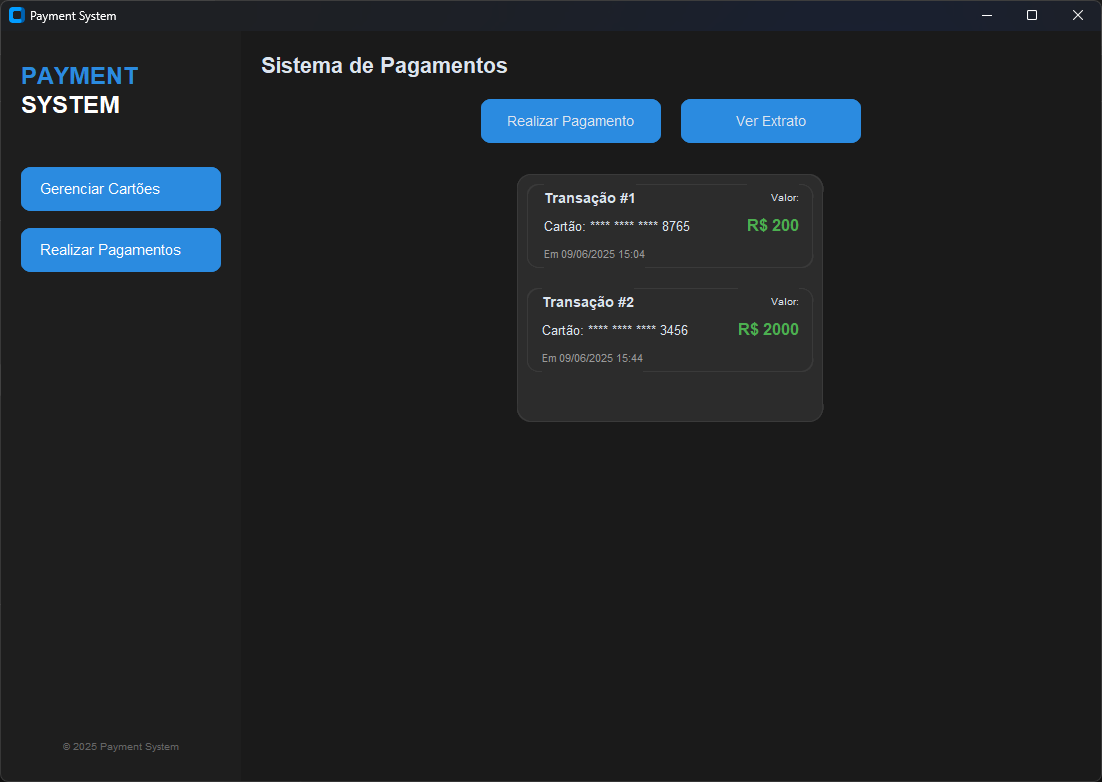 Payment System
PAYMENT
SYSTEM
Gerenciar Cartões
Realizar Pagamentos
© 2025 Payment System
Sistema de Pagamentos
Realizar Pagamento
Ver Extrato
Transação #1
Valor:
Cartão: **** **** **** 8765
R$ 200
Em 09/06/2025 15:04
Transação #2
Valor:
Cartão: **** **** **** 3456
R$ 2000
Em 09/06/2025 15:44